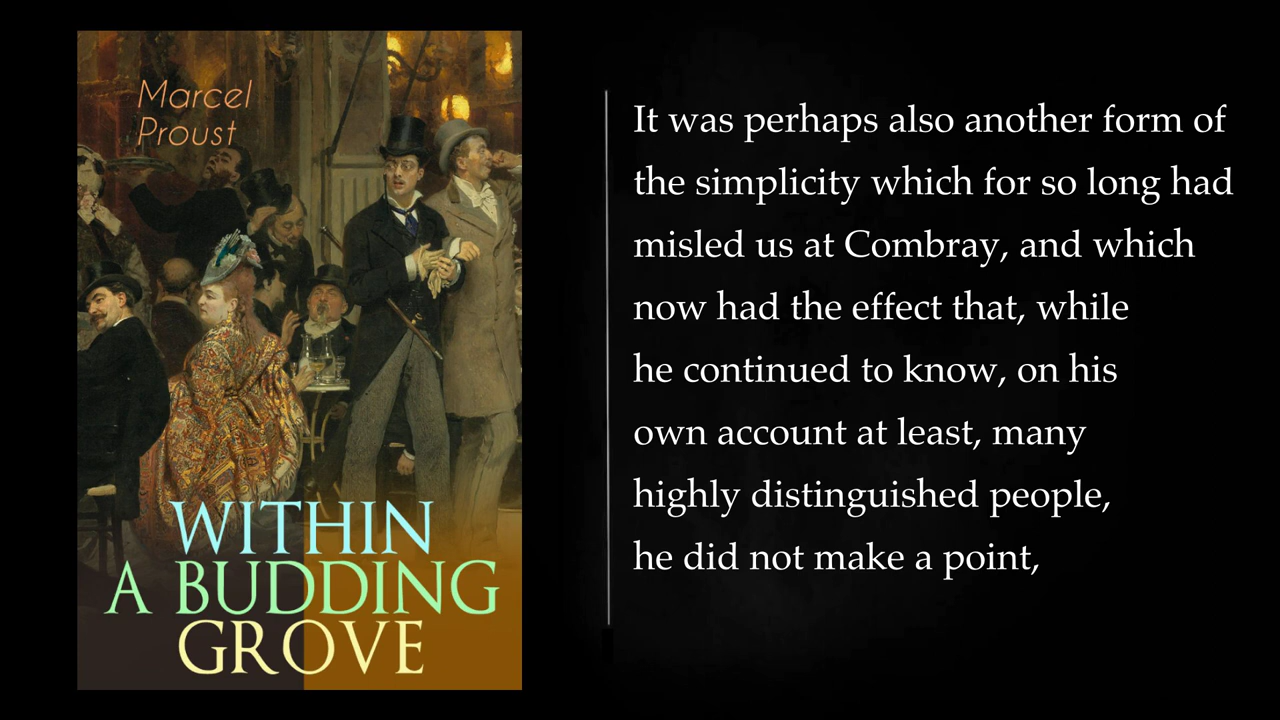 Marcel
Proust
WITHIN
A BUDDING
GROVE
It was perhaps also another form of
the simplicity which for so long had
misled us at Combray, and which
now had the effect that, while
he continued to know, on his
own account at least, many
highly distinguished people,
he did not make a point,